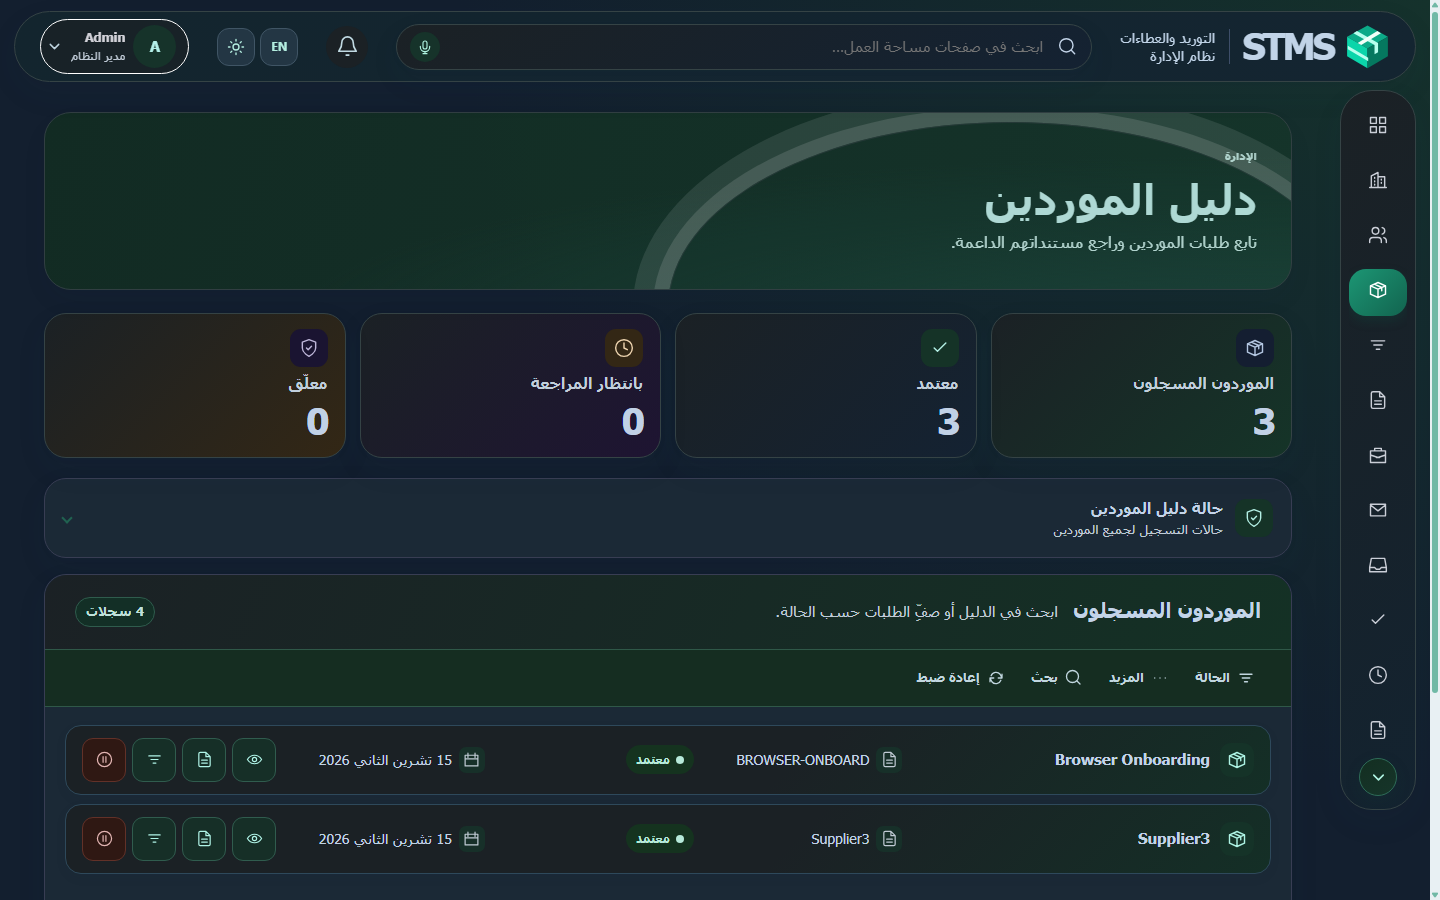 STMS
التوريد والعطاءات
نظام الإدارة
ابحث في صفحات مساحة العمل...
EN
A
Admin
مدير النظام
الإدارة
دليل الموردين
تابع طلبات الموردين وراجع مستنداتهم الداعمة.
الموردون المسجلون
3
معتمد
3
بانتظار المراجعة
0
معلّق
0
حالة دليل الموردين
حالات التسجيل لجميع الموردين
الموردون المسجلون
ابحث في الدليل أو صفِّ الطلبات حسب الحالة.
4 سجلات
الحالة
المزيد
بحث
إعادة ضبط
Browser Onboarding
BROWSER-ONBOARD
معتمد
15 تشرين الثاني 2026
Supplier3
Supplier3
معتمد
15 تشرين الثاني 2026